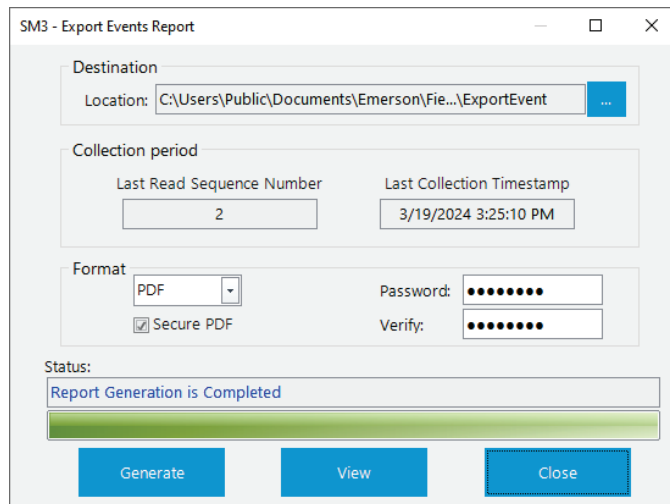 SM3 - Export Events Report
Destination
Location: C:\Users\Public\Documents\Emerson\Fie...\ExportEvent ...
Collection period
Last Read Sequence Number Last Collection Timestamp
2 3/19/2024 3:25:10 PM
Format
PDF Password: ●●●●●●●●
Secure PDF Verify: ●●●●●●●●
Status:
Report Generation is Completed
Generate View Close